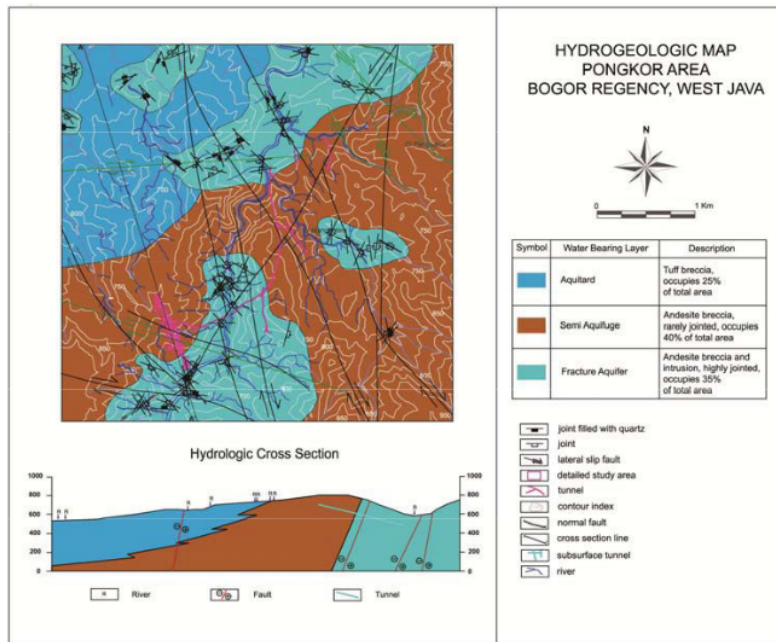 HYDROGEOLOGIC MAP
PONGKOR AREA
BOGOR REGENCY, WEST JAVA
N
0 1 Km
Symbol Water Bearing Layer Description
Aquitard
Tuff breccia,
occupies 25%
of total area
Semi Aquifuge
Andesite breccia,
rarely jointed, occupies
40% of total area
Fracture Aquifer
Andesite breccia and
intrusion, highly jointed,
occupies 35%
of total area
joint filled with quartz
joint
lateral slip fault
detailed study area
tunnel
contour index
normal fault
cross section line
subsurface tunnel
river
750
750
750
750
Hydrologic Cross Section
1000 1000
800 800
600 600
400 400
200 200
0 0
R River
Fault
Tunnel